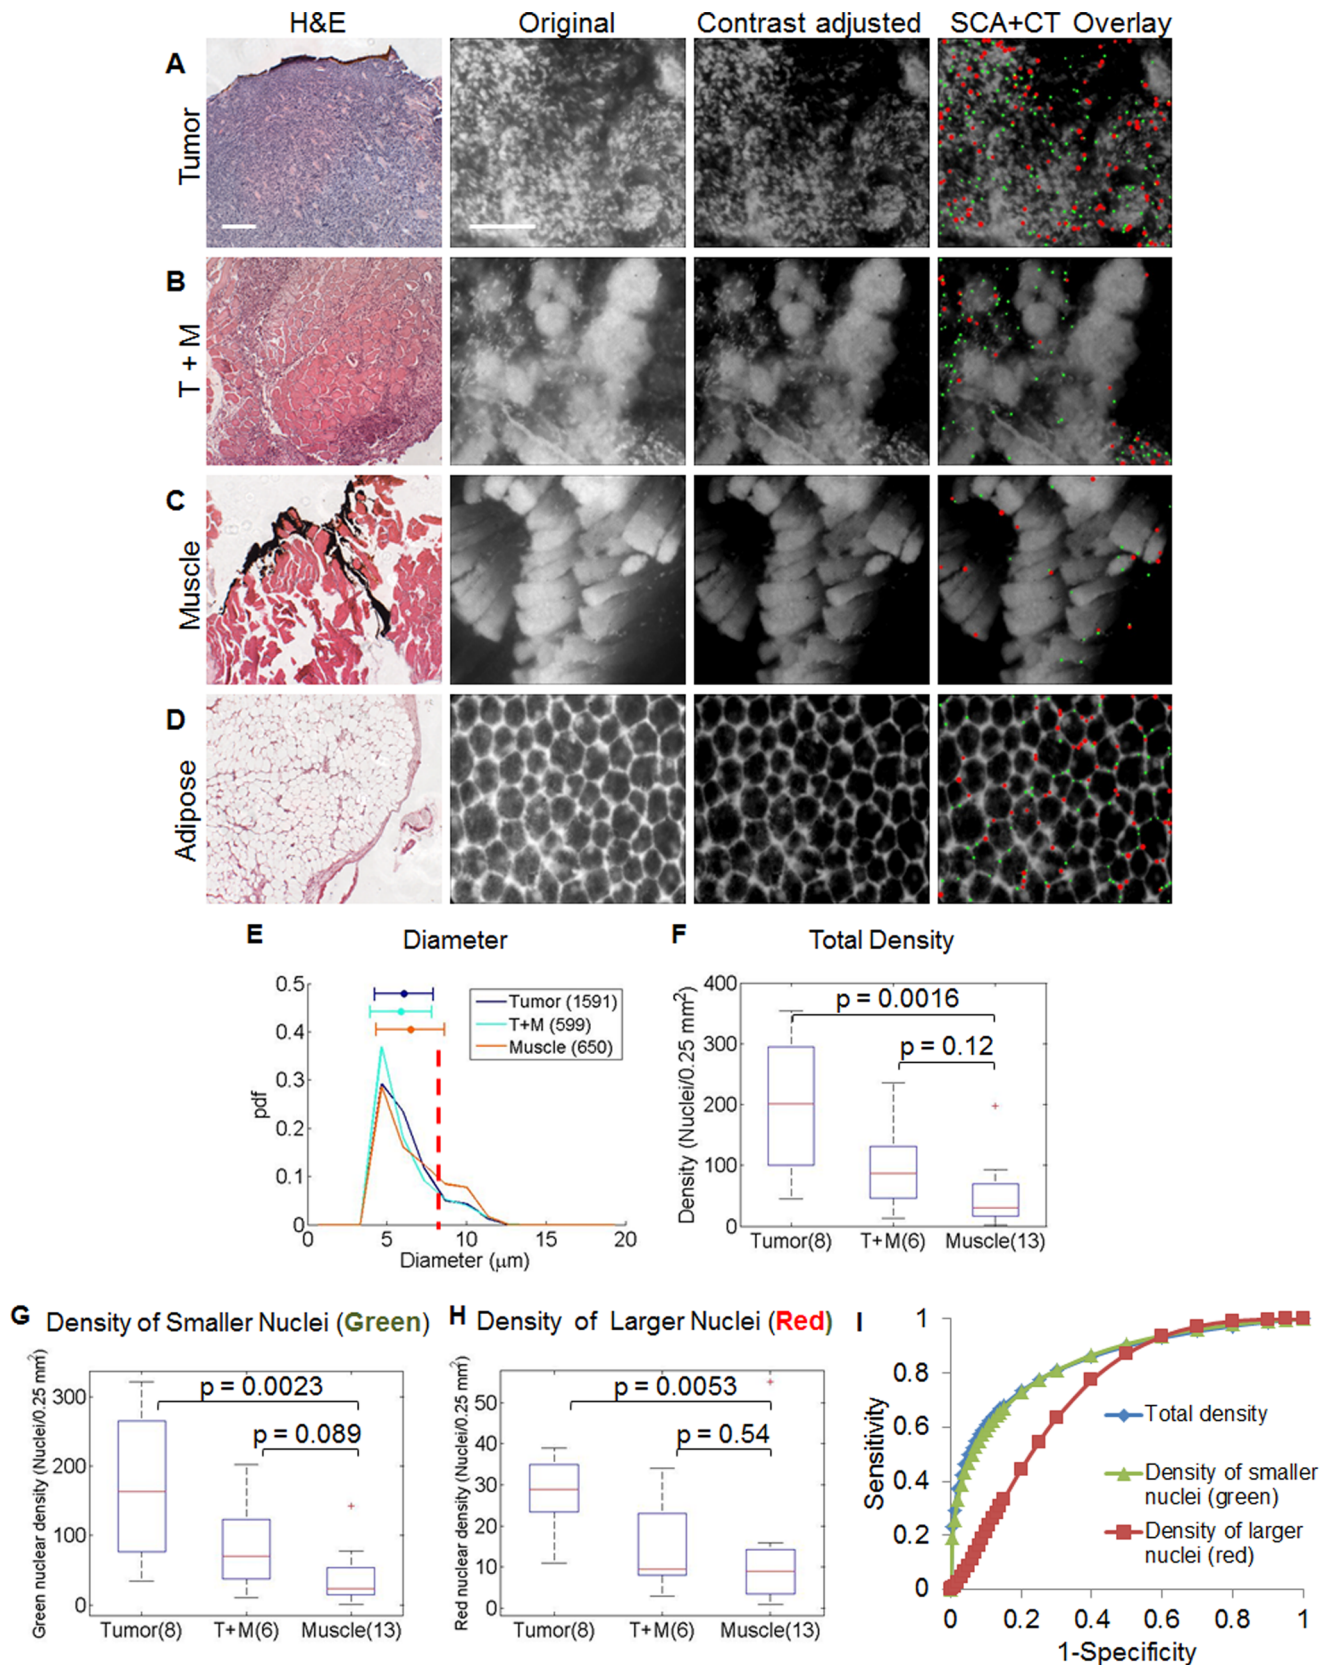 H&E
Original
Contrast adjusted
SCA+CT Overlay
A
Tumor
B
T + M
C
Muscle
D
Adipose
E
Diameter
0.5
0.4
0.3
0.2
0.1
0
pdf
Tumor (1591)
T+M (599)
Muscle (650)
0
5
10
15
20
Diameter (μm)
F
Total Density
400
300
200
100
0
Density (Nuclei/0.25 mm²)
p = 0.0016
p = 0.12
Tumor(8)
T+M(6)
Muscle(13)
G
Density of Smaller Nuclei (Green)
300
200
100
0
Green nuclear density (Nuclei/0.25 mm²)
p = 0.0023
p = 0.089
Tumor(8)
T+M(6)
Muscle(13)
H
Density of Larger Nuclei (Red)
50
40
30
20
10
0
Red nuclear density (Nuclei/0.25 mm²)
p = 0.0053
p = 0.54
Tumor(8)
T+M(6)
Muscle(13)
I
1
0.8
0.6
0.4
0.2
0
Sensitivity
Total density
Density of smaller
nuclei (green)
Density of larger
nuclei (red)
0
0.2
0.4
0.6
0.8
1
1-Specificity